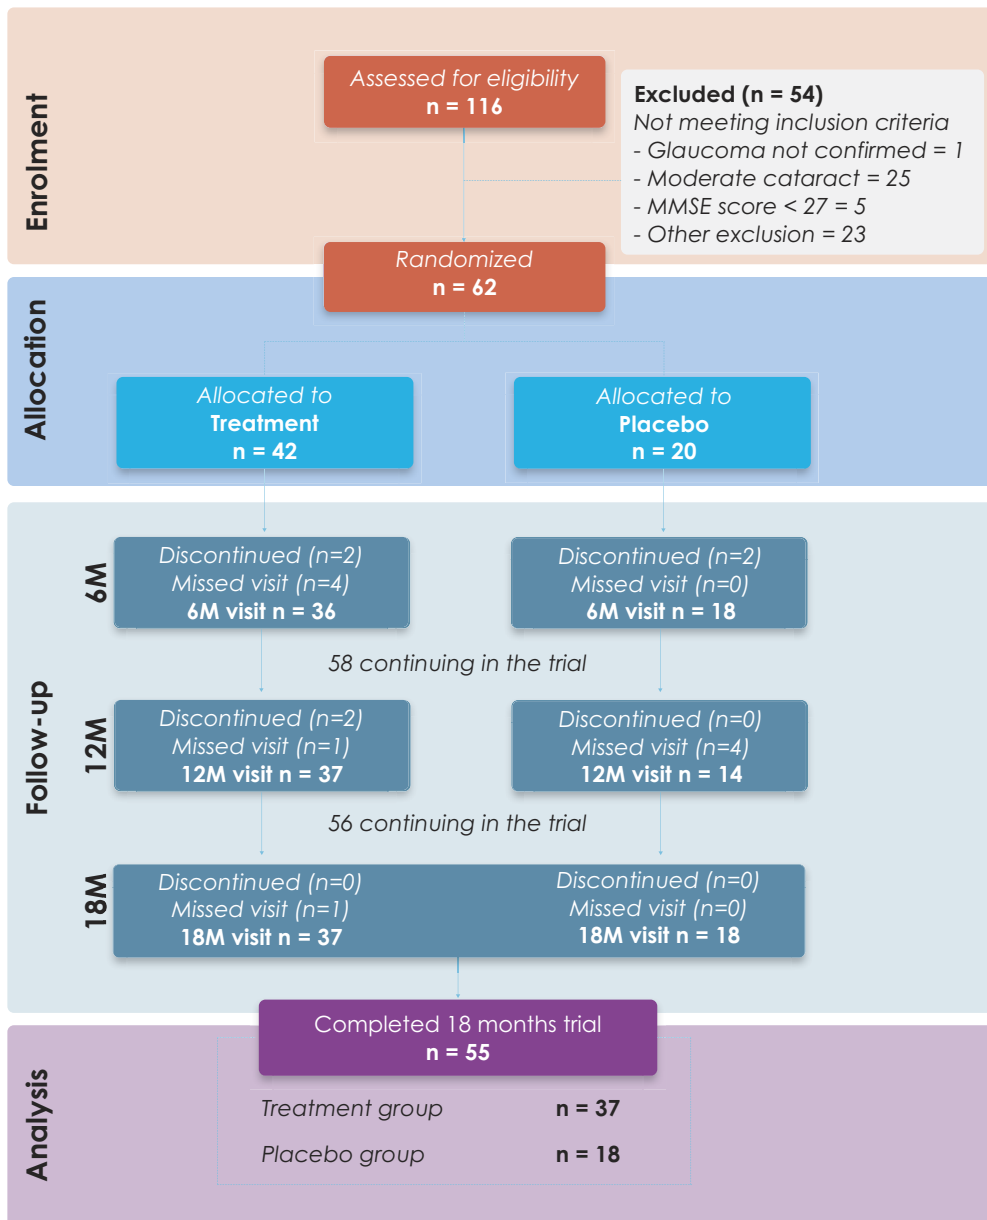 Enrolment
Assessed for eligibility
n = 116
Excluded (n = 54)
Not meeting inclusion criteria
- Glaucoma not confirmed = 1
- Moderate cataract = 25
- MMSE score < 27 = 5
- Other exclusion = 23
Randomized
n = 62
Allocation
Allocated to
Treatment
n = 42
Allocated to
Placebo
n = 20
Follow-up
6M
Discontinued (n=2)
Missed visit (n=4)
6M visit n = 36
Discontinued (n=2)
Missed visit (n=0)
6M visit n = 18
58 continuing in the trial
12M
Discontinued (n=2)
Missed visit (n=1)
12M visit n = 37
Discontinued (n=0)
Missed visit (n=4)
12M visit n = 14
56 continuing in the trial
18M
Discontinued (n=0)
Missed visit (n=1)
18M visit n = 37
Discontinued (n=0)
Missed visit (n=0)
18M visit n = 18
Analysis
Completed 18 months trial
n = 55
Treatment group n = 37
Placebo group n = 18